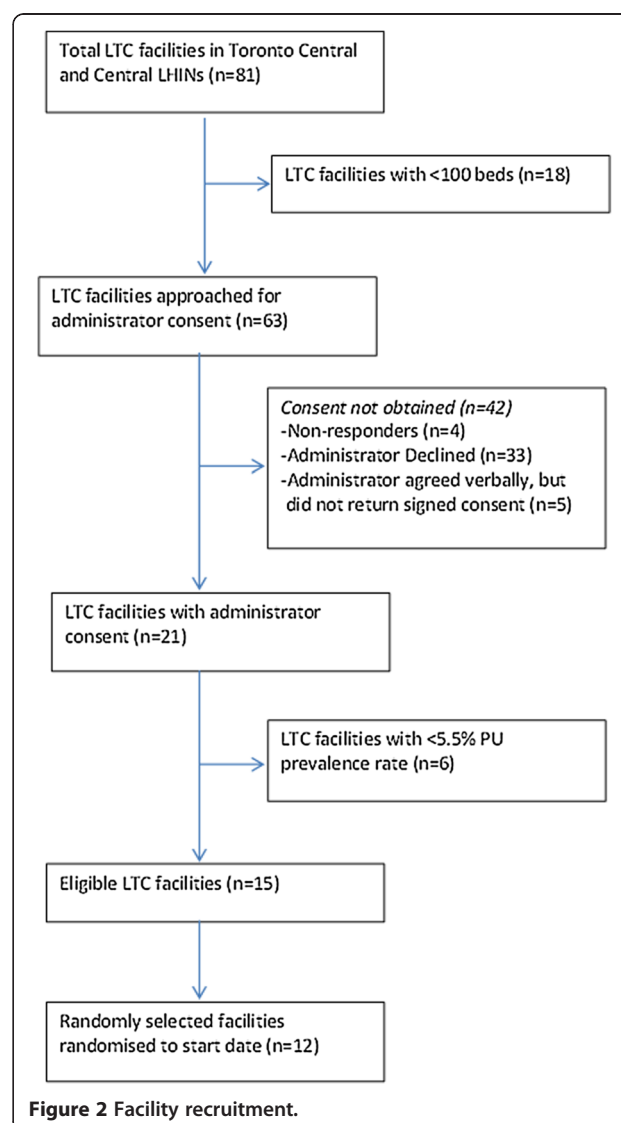 Total LTC facilities in Toronto Central
and Central LHINs (n=81)
LTC facilities with <100 beds (n=18)
LTC facilities approached for
administrator consent (n=63)
Consent not obtained (n=42)
-Non-responders (n=4)
-Administrator Declined (n=33)
-Administrator agreed verbally, but
did not return signed consent (n=5)
LTC facilities with administrator
consent (n=21)
LTC facilities with <5.5% PU
prevalence rate (n=6)
Eligible LTC facilities (n=15)
Randomly selected facilities
randomised to start date (n=12)
Figure 2 Facility recruitment.